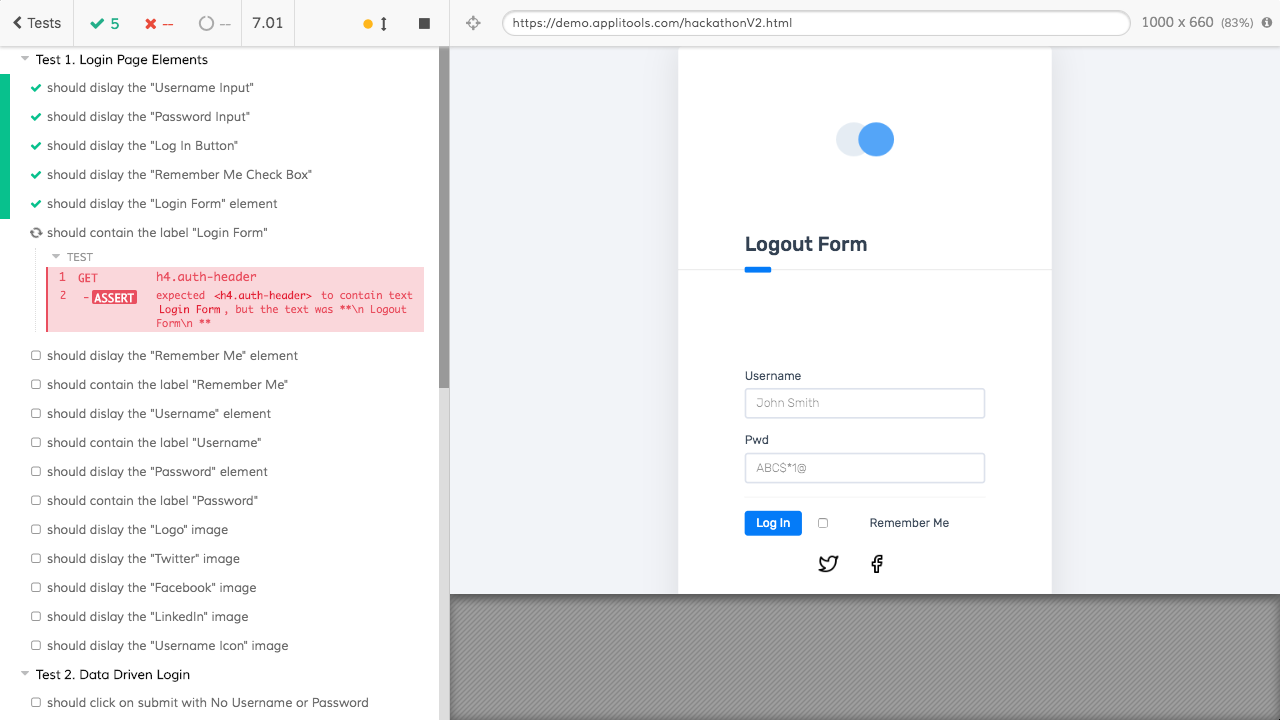 Tests 5 -- -- 7.01
https://demo.applitools.com/hackathonV2.html 1000 x 660 (83%)
Test 1. Login Page Elements
should dislay the "Username Input"
should dislay the "Password Input"
should dislay the "Log In Button"
should dislay the "Remember Me Check Box"
should dislay the "Login Form" element
should contain the label "Login Form"
TEST
1 GET h4.auth-header
2 - ASSERT expected <h4.auth-header> to contain text
Login Form, but the text was **\n Logout
Form\n **
should dislay the "Remember Me" element
should contain the label "Remember Me"
should dislay the "Username" element
should contain the label "Username"
should dislay the "Password" element
should contain the label "Password"
should dislay the "Logo" image
should dislay the "Twitter" image
should dislay the "Facebook" image
should dislay the "LinkedIn" image
should dislay the "Username Icon" image
Test 2. Data Driven Login
should click on submit with No Username or Password
Logout Form
Username
John Smith
Pwd
ABC$*1@
Log In Remember Me